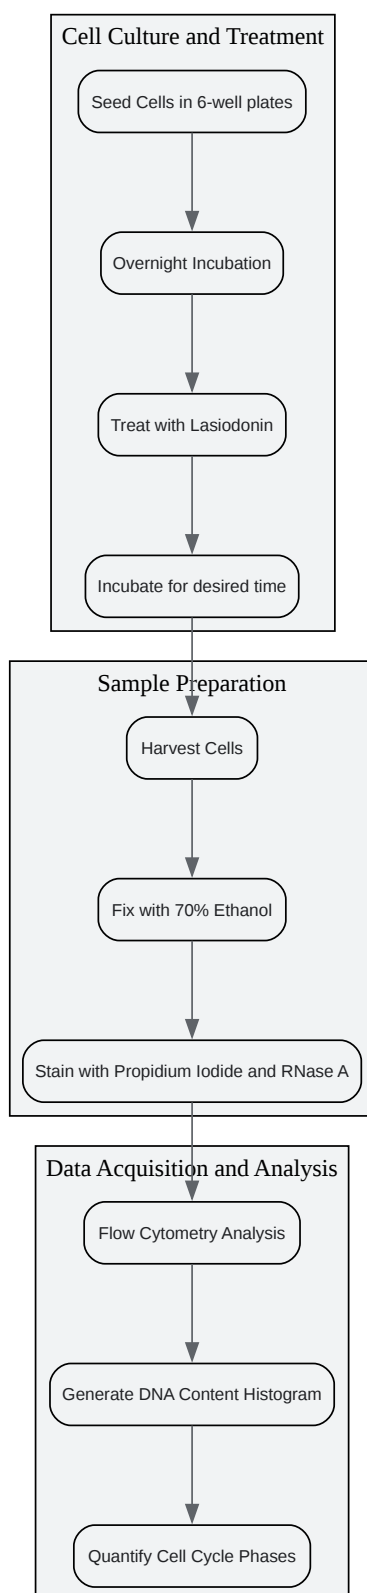 Cell Culture and Treatment
Seed Cells in 6-well plates
Overnight Incubation
Treat with Lasiodonin
Incubate for desired time
Sample Preparation
Harvest Cells
Fix with 70% Ethanol
Stain with Propidium Iodide and RNase A
Data Acquisition and Analysis
Flow Cytometry Analysis
Generate DNA Content Histogram
Quantify Cell Cycle Phases